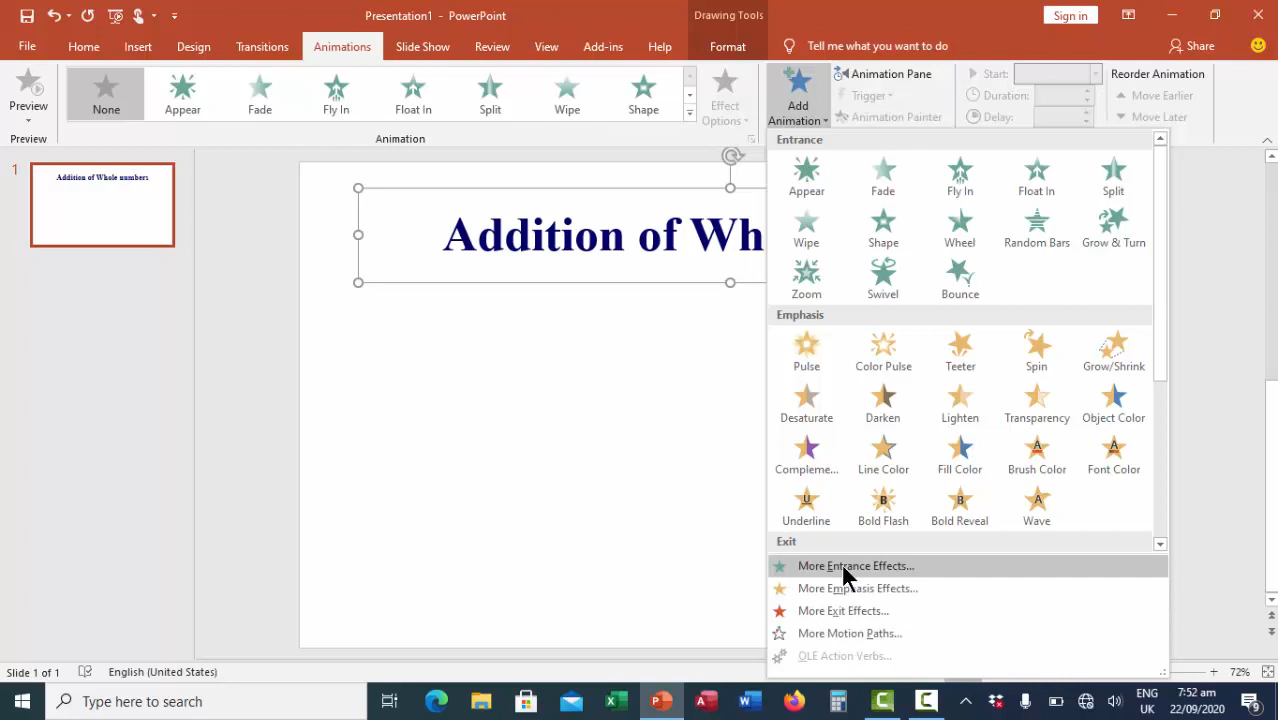 Presentation1 - PowerPoint
Drawing Tools
Sign in
File Home Insert Design Transitions Animations Slide Show Review View Add-ins Help Format Tell me what you want to do Share
Preview
None Appear Fade Fly In Float In Split Wipe Shape
Effect Options
Add Animation
Animation Pane
Trigger
Animation Painter
Start:
Duration:
Delay:
Reorder Animation
Move Earlier
Move Later
Preview
Animation
1
Addition of Whole numbers
Addition of Wh
Entrance
Appear Fade Fly In Float In Split
Wipe Shape Wheel Random Bars Grow & Turn
Zoom Swivel Bounce
Emphasis
Pulse Color Pulse Teeter Spin Grow/Shrink
Desaturate Darken Lighten Transparency Object Color
Compleme... Line Color Fill Color Brush Color Font Color
Underline Bold Flash Bold Reveal Wave
Exit
More Entrance Effects...
More Emphasis Effects...
More Exit Effects...
More Motion Paths...
OLE Action Verbs...
Slide 1 of 1 English (United States) 72%
Type here to search
ENG
UK
7:52 am
22/09/2020
9